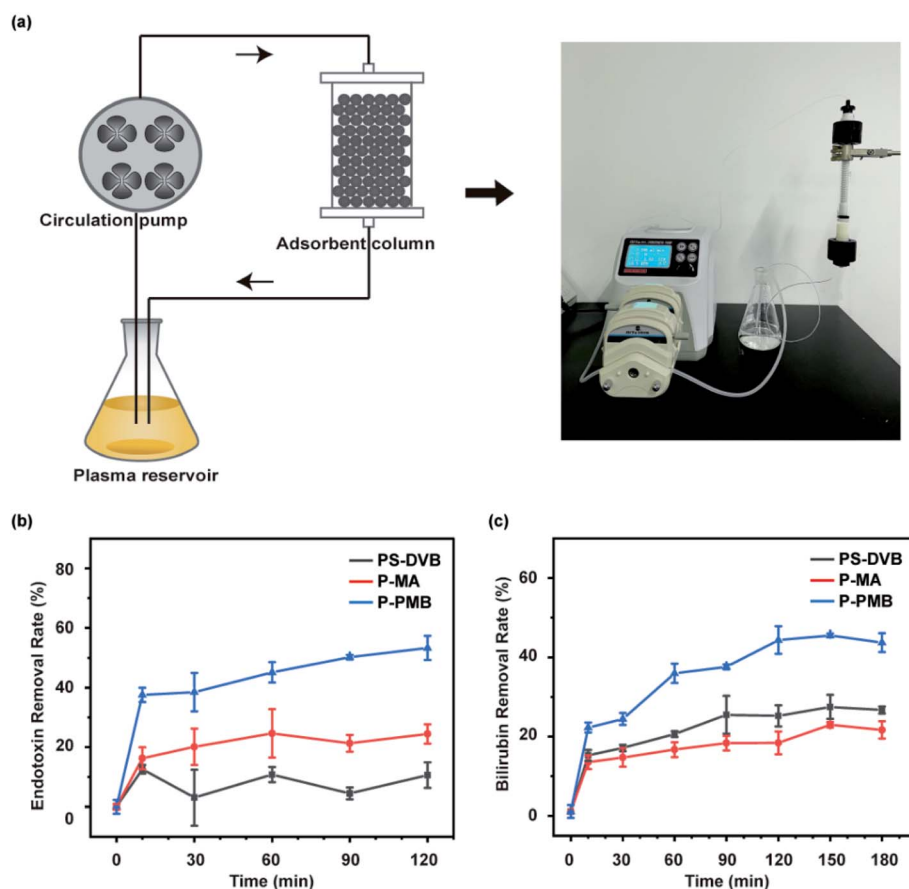 (a)
Circulation pump
Adsorbent column
Plasma reservoir
(b)
Endotoxin Removal Rate (%)
80
60
40
20
0
PS-DVB
P-MA
P-PMB
0 30 60 90 120
Time (min)
(c)
Bilirubin Removal Rate (%)
60
40
20
0
PS-DVB
P-MA
P-PMB
0 30 60 90 120 150 180
Time (min)